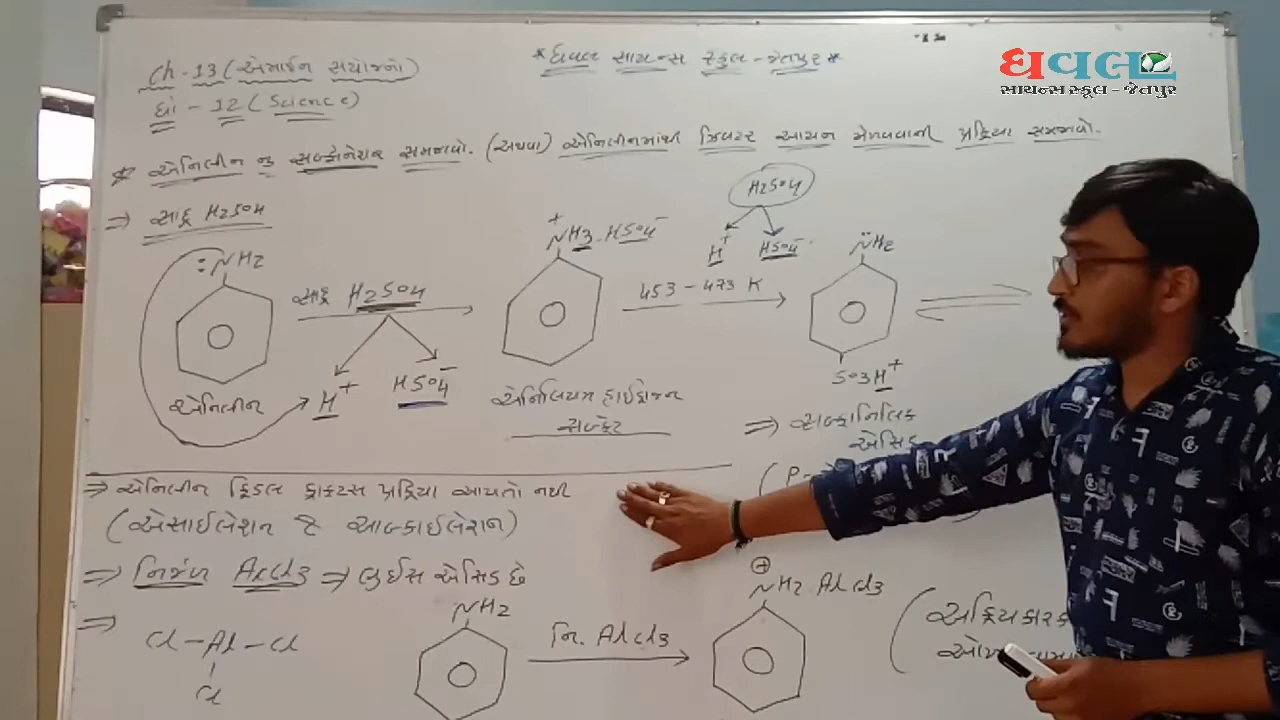 ધવલ
સાયન્સ સ્કૂલ - જેતપુર
* ધવલ સાયન્સ સ્કુલ - જેતપુર *
Ch - 13 (એમાઈન સંયોજનો)
ધો - 12 (Science)
* એનિલીન નુ સલ્ફોનેશન સમજાવો. (અથવા) એનિલીનમાંથી ઝિવટર આયન મેળવવાની પ્રક્રિયા સમજાવો.
⇒ સાંદ્ર H2SO4
H2SO4
H+ HSO4-
:NH2
સાંદ્ર H2SO4
H+ HSO4-
એનિલીન
+
NH3.HSO4-
એનિલિયમ હાઈડ્રોજન
સલ્ફેટ
453 - 473 K
NH2
SO3H+
⇒ સલ્ફાનિલિક
એસિડ
(P-
⇒ એનિલીન ફ્રિડલ ક્રાફ્ટસ પ્રક્રિયા આપતો નથી
(એસાઈલેશન હે આલ્કાઈલેશન)
⇒ નિર્જળ AlCl3 ⇒ લુઈસ એસિડ છે
⇒
Cl - Al - Cl
Cl
NH2
નિ. AlCl3
+
NH2 AlCl3